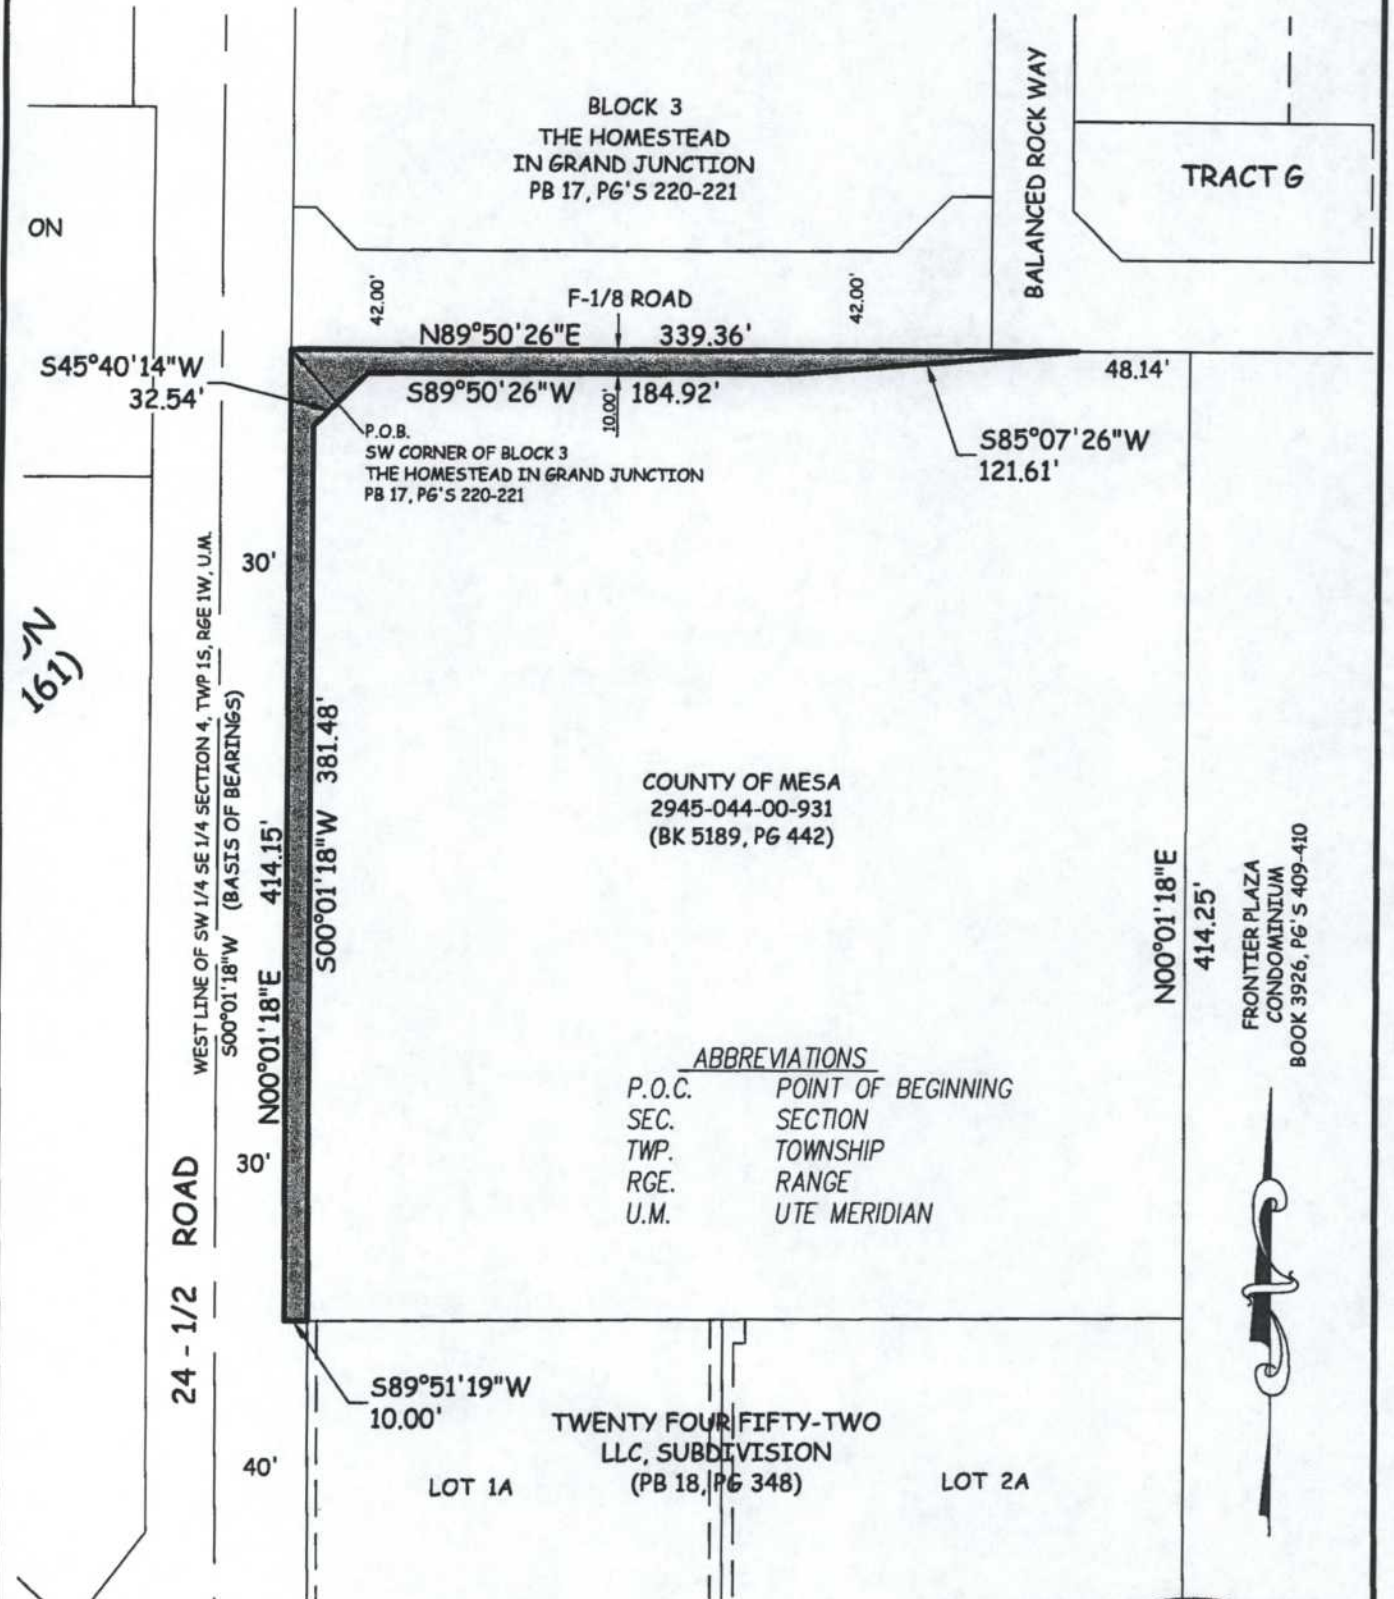 BLOCK 3
THE HOMESTEAD
IN GRAND JUNCTION
PB 17, PG'S 220-221
BALANCED ROCK WAY
TRACT G
ON
42.00'
F-1/8 ROAD
42.00'
N89°50'26"E 339.36'
S45°40'14"W
32.54'
S89°50'26"W 184.92'
10.00'
48.14'
S85°07'26"W
121.61'
P.O.B.
SW CORNER OF BLOCK 3
THE HOMESTEAD IN GRAND JUNCTION
PB 17, PG'S 220-221
30'
161)
WEST LINE OF SW 1/4 SE 1/4 SECTION 4, TWP 1S, RGE 1W, U.M.
S00°01'18"W (BASIS OF BEARINGS)
N00°01'18"E 414.15'
S00°01'18"W 381.48'
COUNTY OF MESA
2945-044-00-931
(BK 5189, PG 442)
N00°01'18"E
414.25'
FRONTIER PLAZA
CONDOMINIUM
BOOK 3926, PG'S 409-410
ABBREVIATIONS
P.O.C. POINT OF BEGINNING
SEC. SECTION
TWP. TOWNSHIP
RGE. RANGE
U.M. UTE MERIDIAN
30'
24 - 1/2 ROAD
S89°51'19"W
10.00'
TWENTY FOUR FIFTY-TWO
LLC, SUBDIVISION
(PB 18, PG 348)
40'
LOT 1A
LOT 2A